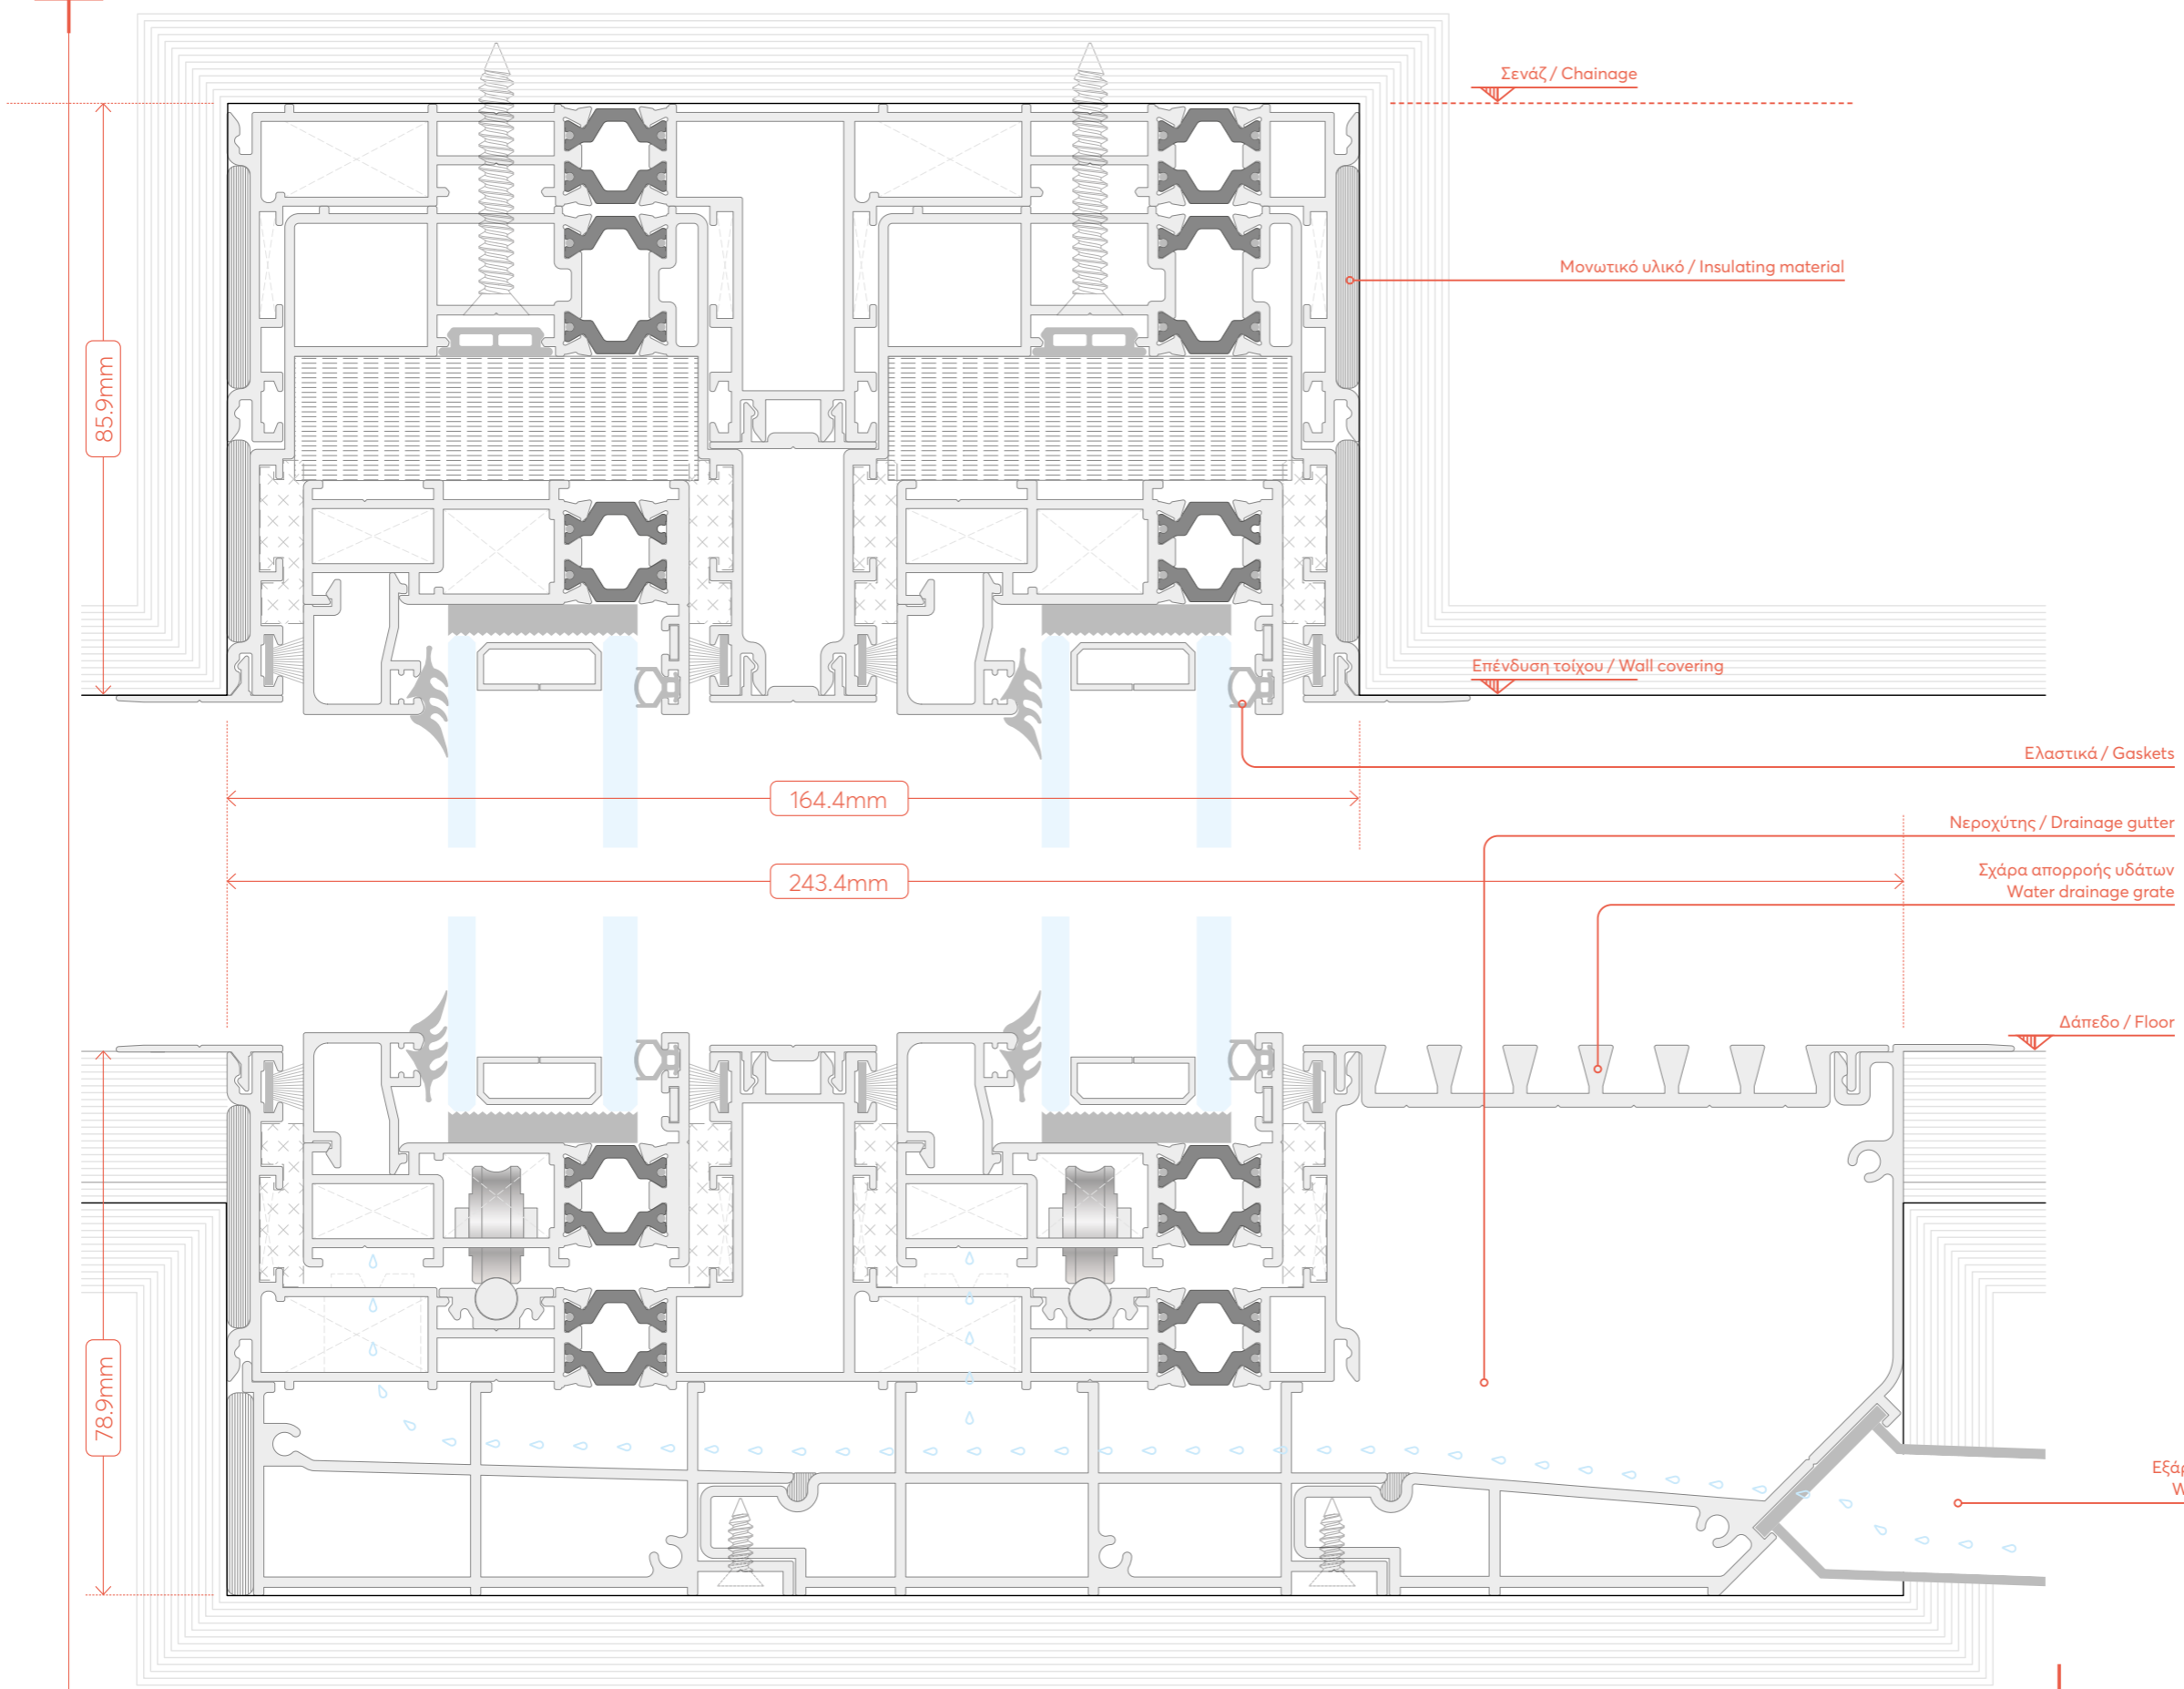 Σενάζ / Chainage
Μονωτικό υλικό / Insulating material
85.9mm
Επένδυση τοίχου / Wall covering
Ελαστικά / Gaskets
164.4mm
Νεροχύτης / Drainage gutter
243.4mm
Σχάρα απορροής υδάτων
Water drainage grate
Δάπεδο / Floor
78.9mm